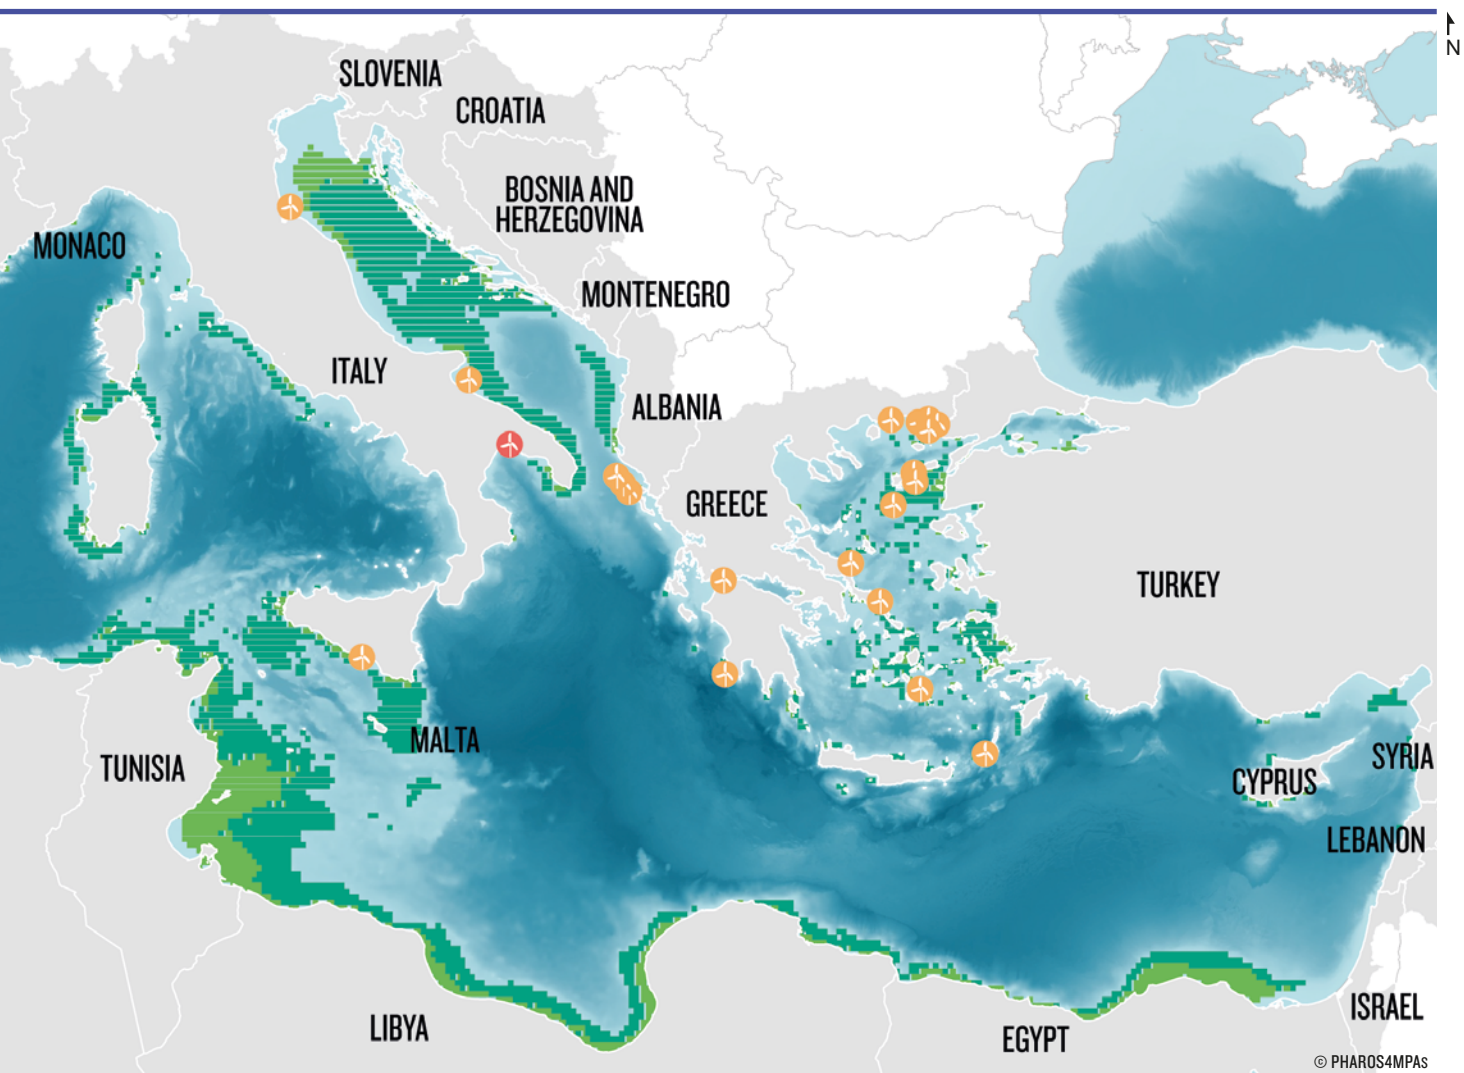 N
SLOVENIA
CROATIA
BOSNIA AND
HERZEGOVINA
MONACO
MONTENEGRO
ITALY
ALBANIA
GREECE
TURKEY
MALTA
TUNISIA
SYRIA
CYPRUS
LEBANON
LIBYA
EGYPT
ISRAEL
© PHAROS4MPAs